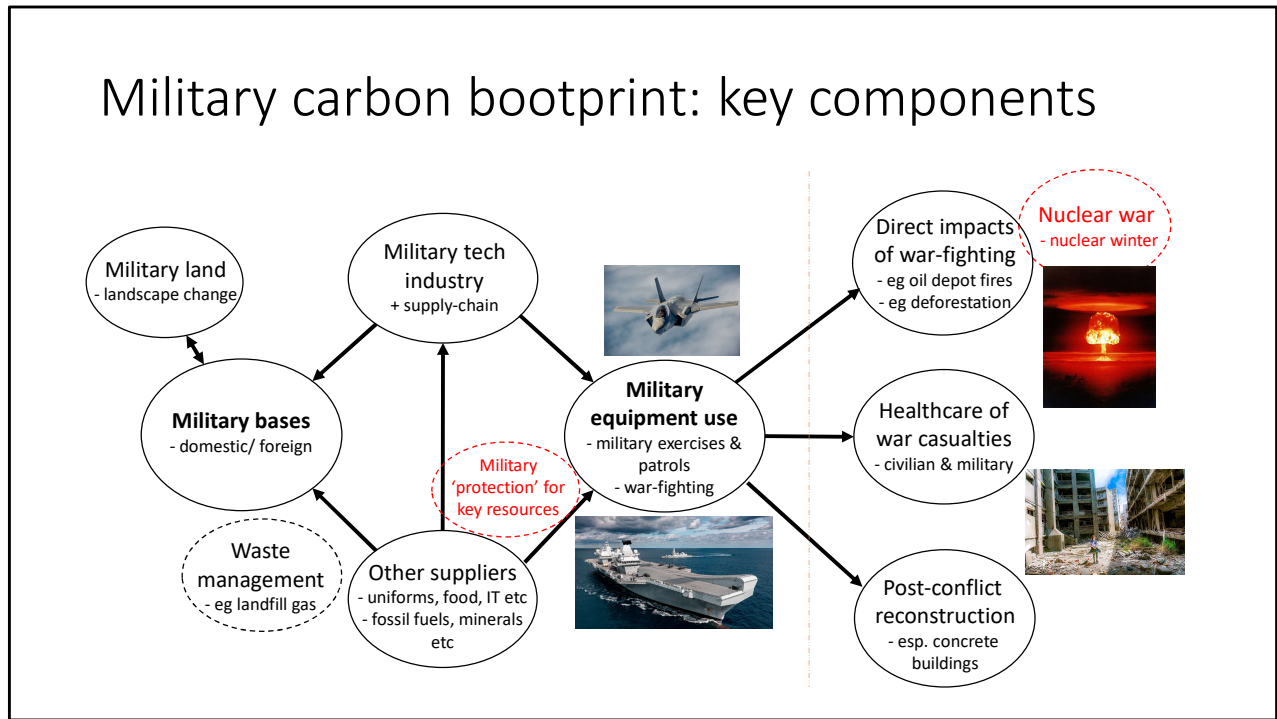 Military carbon bootprint: key components
Military land
- landscape change
Military bases
- domestic/ foreign
Waste
management
- eg landfill gas
Military tech
industry
+ supply-chain
Military
‘protection’ for
key resources
Other suppliers
- uniforms, food, IT etc
- fossil fuels, minerals
etc
Military
equipment use
- military exercises &
patrols
- war-fighting
Direct impacts
of war-fighting
- eg oil depot fires
- eg deforestation
Nuclear war
- nuclear winter
Healthcare of
war casualties
- civilian & military
Post-conflict
reconstruction
- esp. concrete
buildings